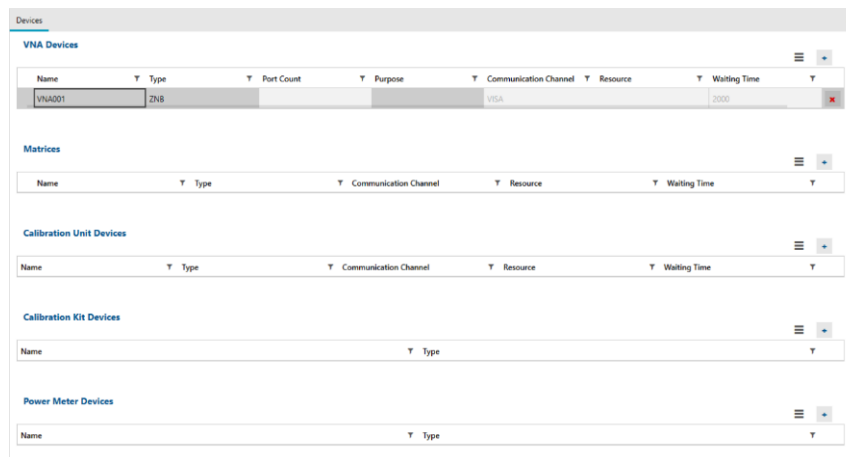 Devices
VNA Devices
Name Type Port Count Purpose Communication Channel Resource Waiting Time
VNA001 ZNB VISA 2000
Matrices
Name Type Communication Channel Resource Waiting Time
Calibration Unit Devices
Name Type Communication Channel Resource Waiting Time
Calibration Kit Devices
Name Type
Power Meter Devices
Name Type